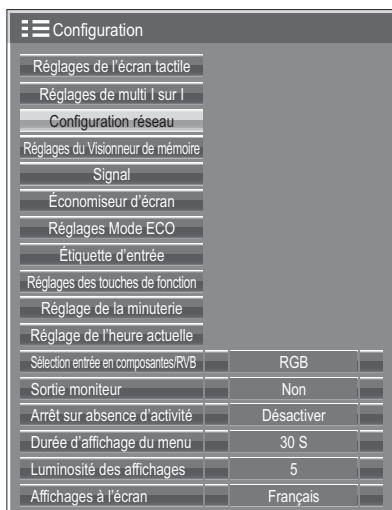 Configuration
Réglages de l'écran tactile
Réglages de multi I sur I
Configuration réseau
Réglages du Visionneur de mémoire
Signal
Économiseur d'écran
Réglages Mode ECO
Étiquette d'entrée
Réglages des touches de fonction
Réglage de la minuterie
Réglage de l'heure actuelle
Sélection entrée en composantes/RVB RGB
Sortie moniteur Non
Arrêt sur absence d'activité Désactiver
Durée d'affichage du menu 30 S
Luminosité des affichages 5
Affichages à l'écran Français